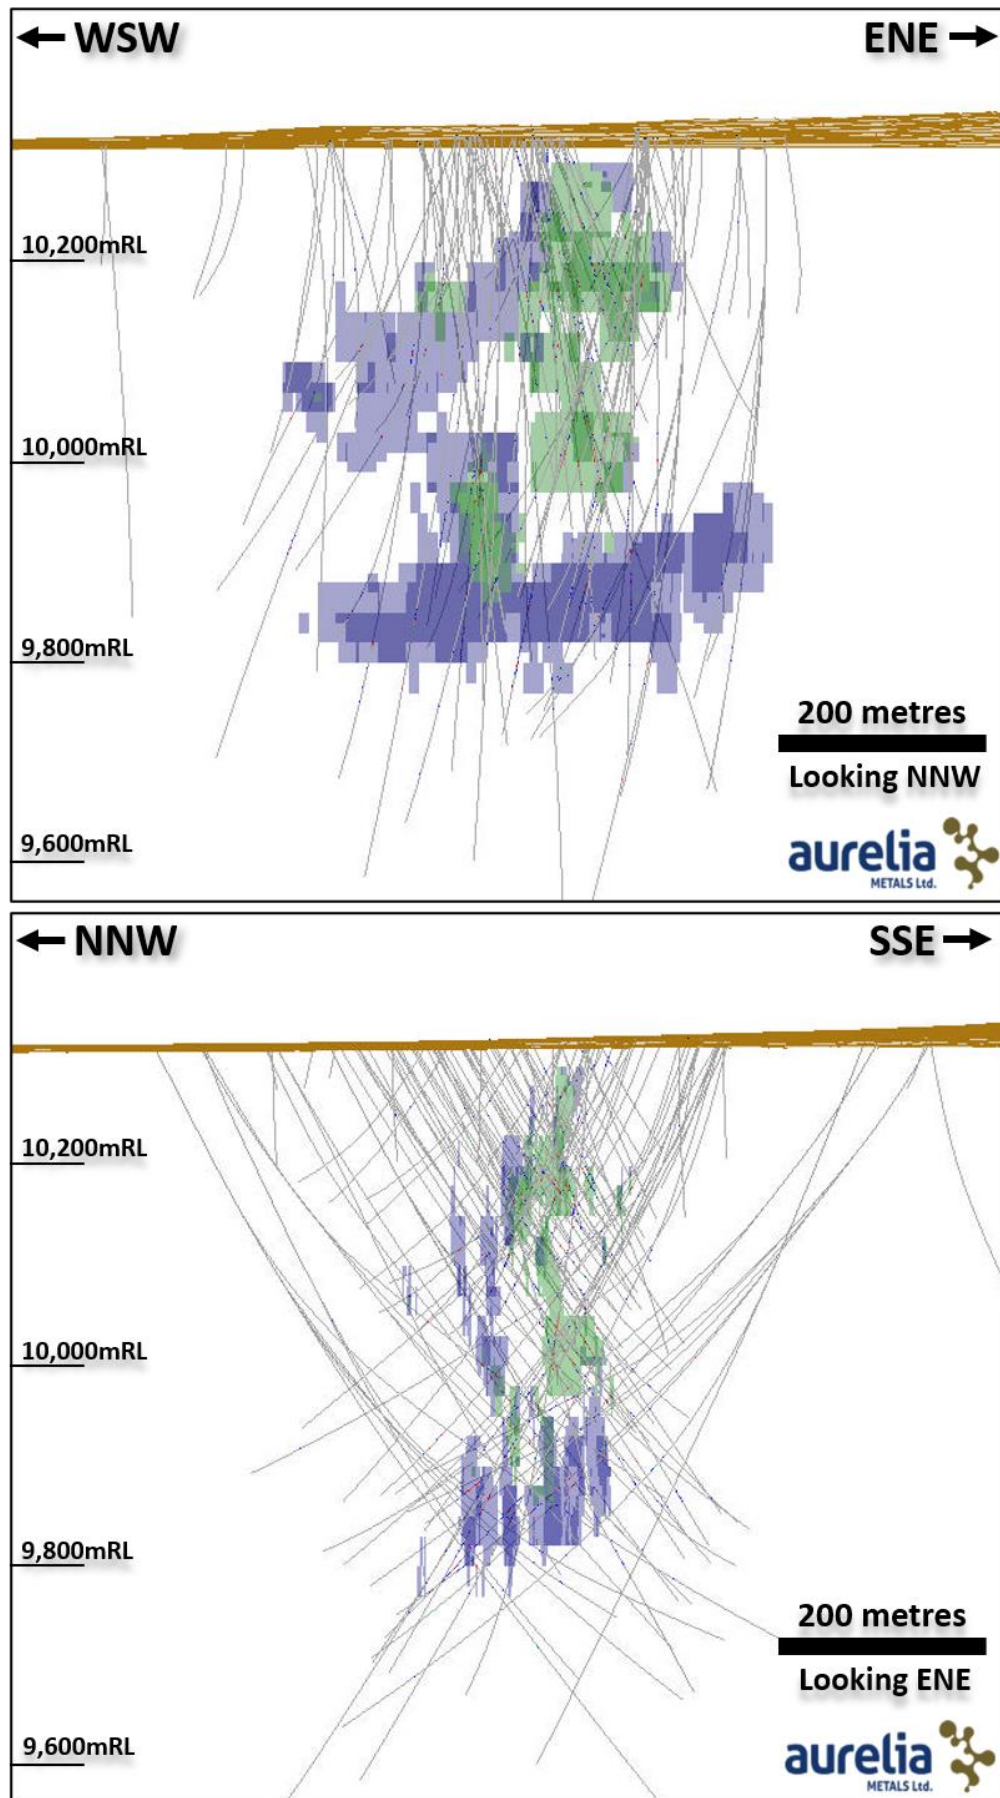 WSW
ENE
10,200mRL
10,000mRL
9,800mRL
200 metres
Looking NNW
9,600mRL
aurelia
METALS Ltd.
NNW
SSE
10,200mRL
10,000mRL
9,800mRL
200 metres
Looking ENE
9,600mRL
aurelia
METALS Ltd.